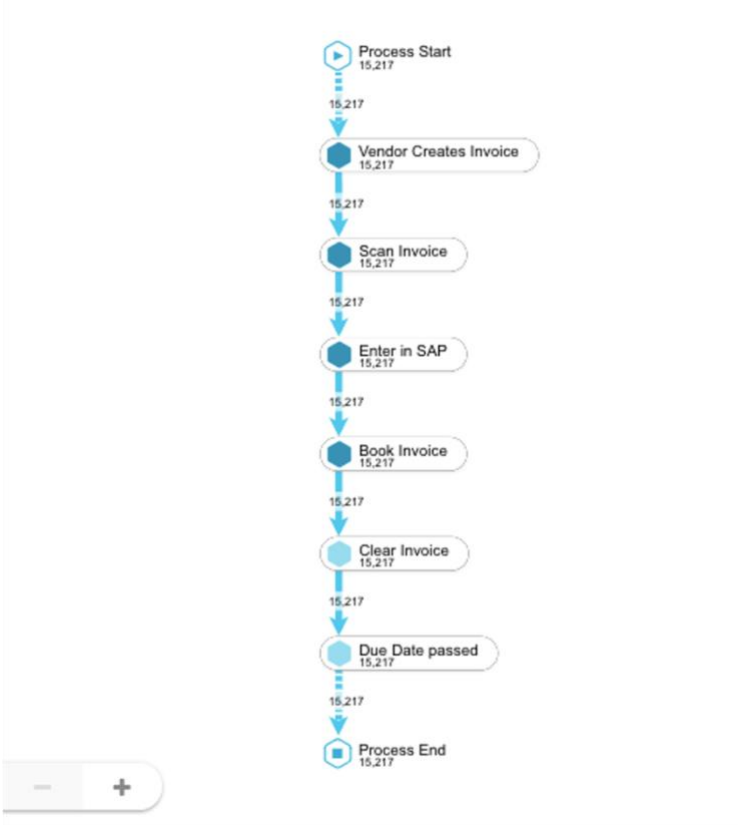 Process Start
15,217
15,217
Vendor Creates Invoice
15,217
15,217
Scan Invoice
15,217
15,217
Enter in SAP
15,217
15,217
Book Invoice
15,217
15,217
Clear Invoice
15,217
15,217
Due Date passed
15,217
15,217
Process End
15,217